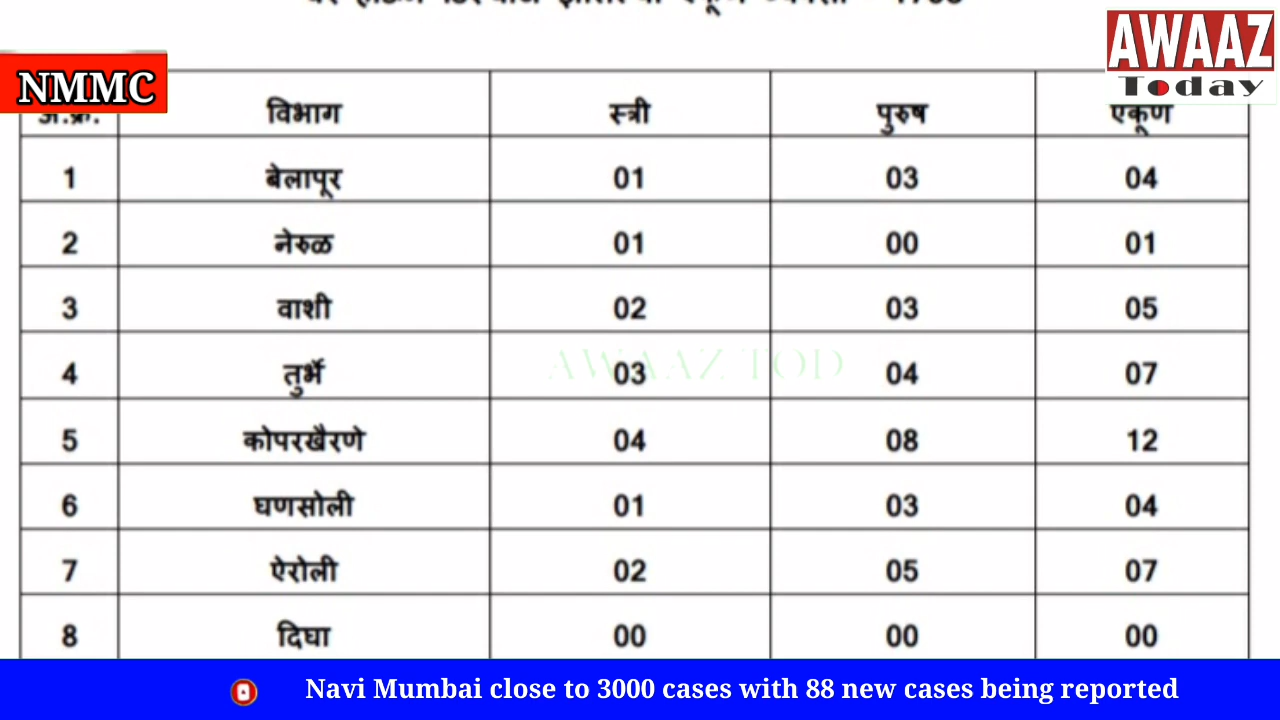 AWAAZ
Today
NMMC
अ.क्र. विभाग स्त्री पुरुष एकूण
1 बेलापूर 01 03 04
2 नेरुळ 01 00 01
3 वाशी 02 03 05
4 तुर्भे 03 04 07
AWAAZ TOD
5 कोपरखैरणे 04 08 12
6 घणसोली 01 03 04
7 ऐरोली 02 05 07
8 दिघा 00 00 00
Navi Mumbai close to 3000 cases with 88 new cases being reported